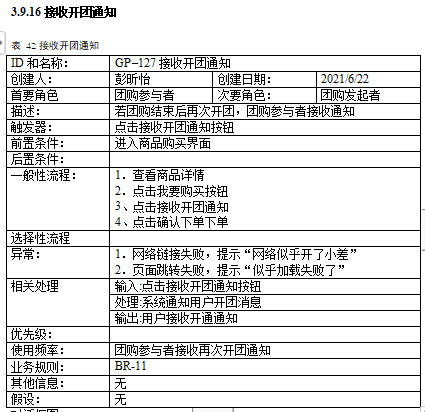 3.9.16 接收开团通知
表 42 接收开团通知
ID 和名称： GP–127 接收开团通知
创建人： 彭昕怡 创建日期： 2021/6/22
首要角色 团购参与者 次要角色： 团购发起者
描述： 若团购结束后再次开团，团购参与者接收通知
触发器： 点击接收开团通知按钮
前置条件： 进入商品购买界面
后置条件：
一般性流程： 1．查看商品详情
2．点击我要购买按钮
3、点击接收开团通知
4、点击确认下单下单
选择性流程
异常： 1．网络链接失败，提示“网络似乎开了小差”
2．页面跳转失败，提示“似乎加载失败了”
相关处理 输入:点击接收开团通知按钮
处理:系统通知用户开团消息
输出:用户接收开通通知
优先级：
使用频率： 团购参与者接收再次开团通知
业务规则： BR-11
其他信息： 无
假设： 无